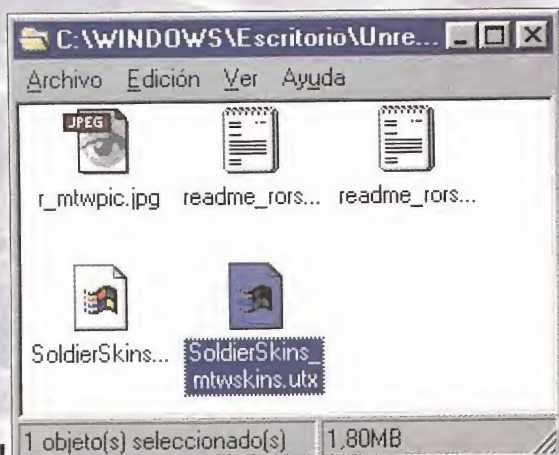 C:\WINDOWS\Escritorio\Unre...
Archivo Edición Ver Ayuda
JPEG
r_mtwpic.jpg readme_rors... readme_rors...
SoldierSkins... SoldierSkins_
mtwskins.utx
1 objeto(s) seleccionado(s) 1,80MB